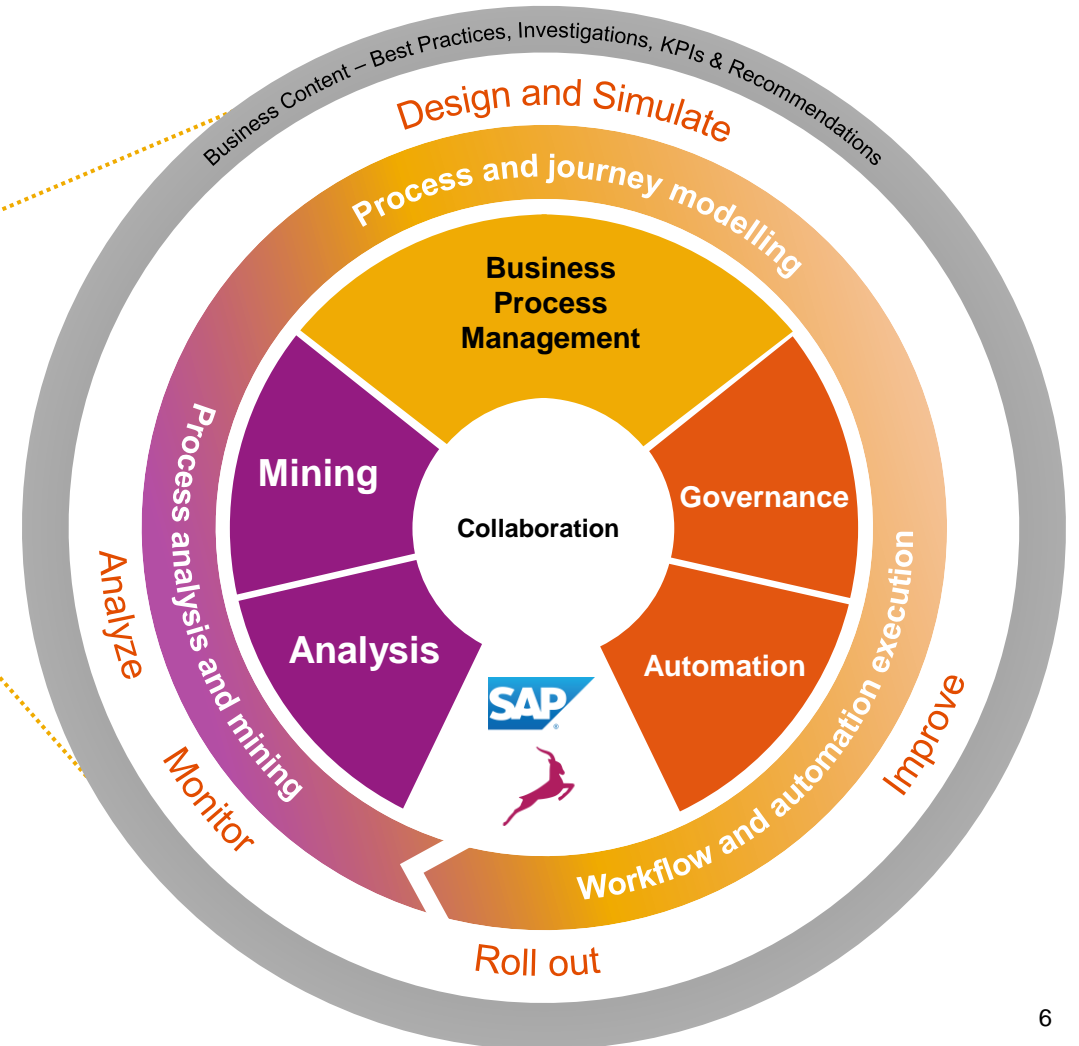 Business Content – Best Practices, Investigations, KPIs & Recommendations
Design and Simulate
Process and journey modelling
Business
Process
Management
Mining
Governance
Collaboration
Process analysis and mining
Analyze
Analysis
Automation
Workflow and automation execution
Improve
SAP
®
Monitor
Roll out
6